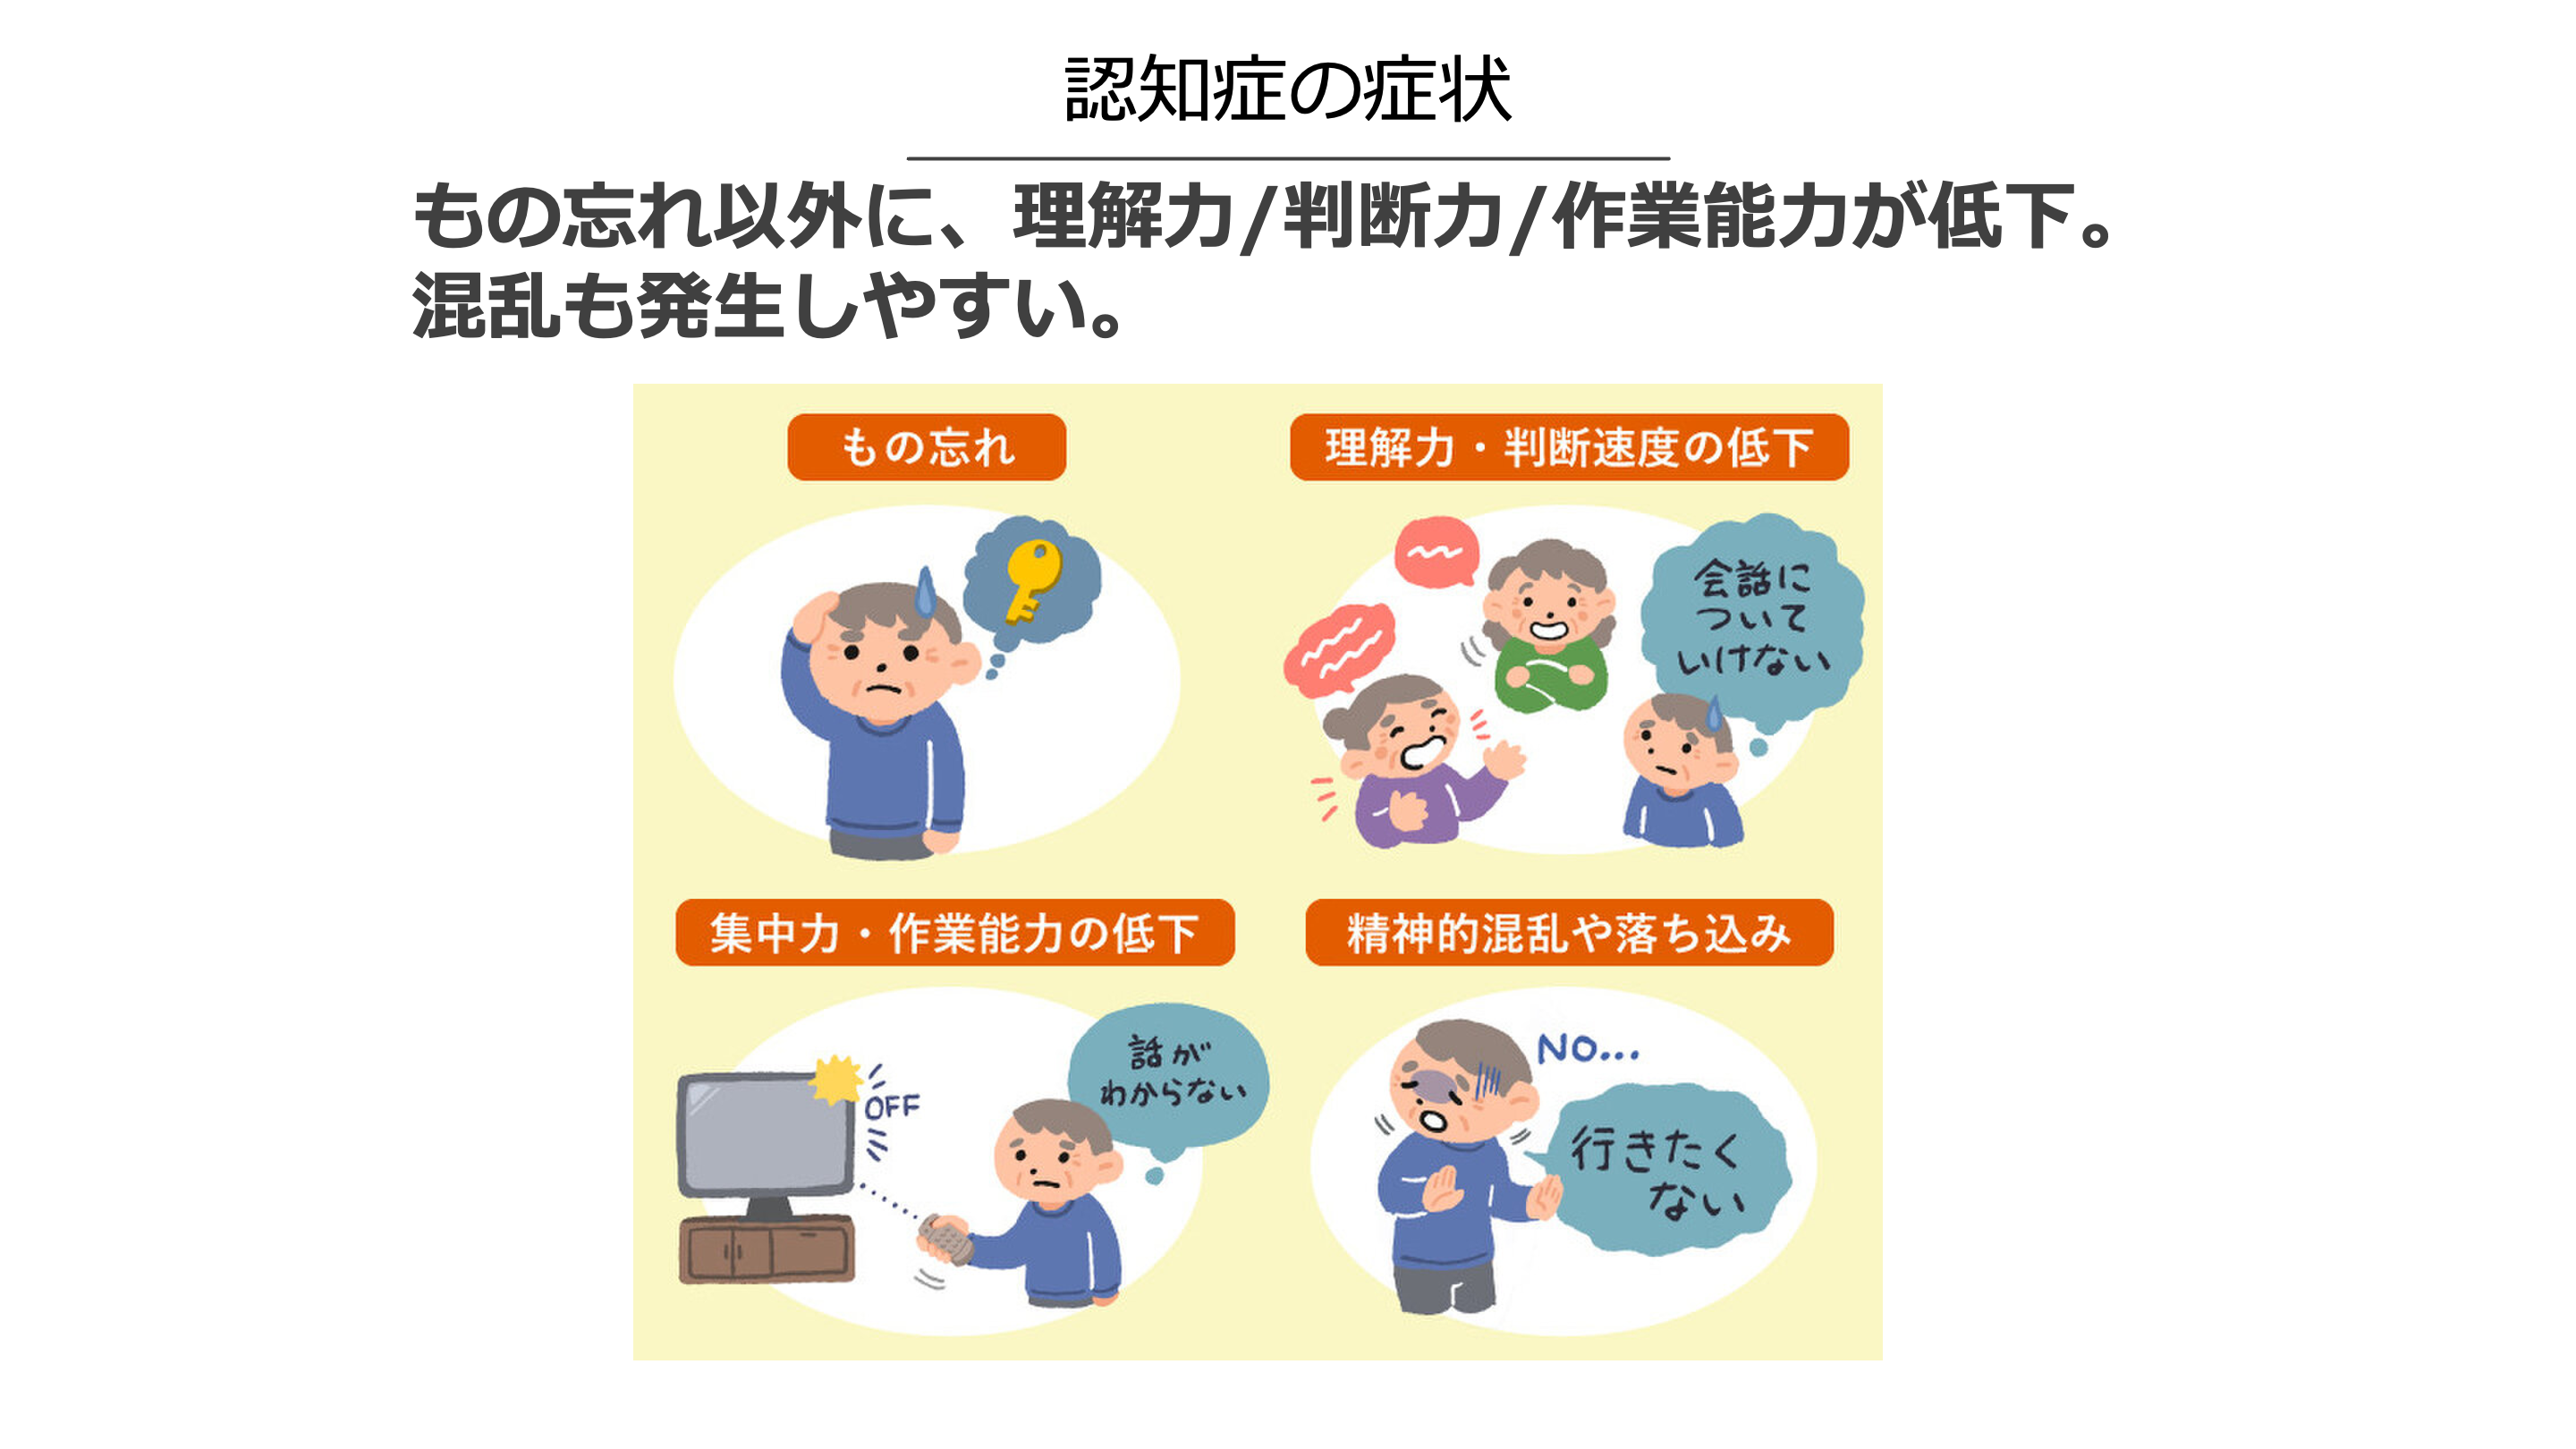 認知症の症状
もの忘れ以外に、理解力/判断力/作業能力が低下。
混乱も発生しやすい。
もの忘れ
理解力・判断速度の低下
会話に
ついて
いけない
集中力・作業能力の低下
精神的混乱や落ち込み
OFF
話が
わからない
NO...
行きたく
ない